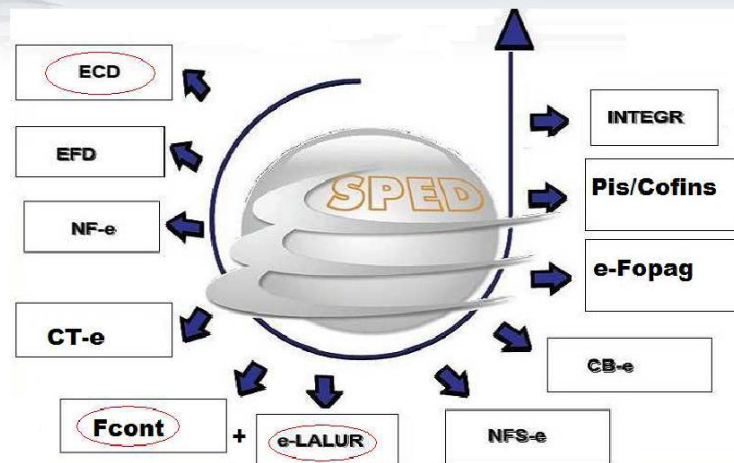 ECD
EFD
NF-e
CT-e
Fcont
+
e-LALUR
NFS-e
CB-e
e-Fopag
Pis/Cofins
INTEGR
SPED